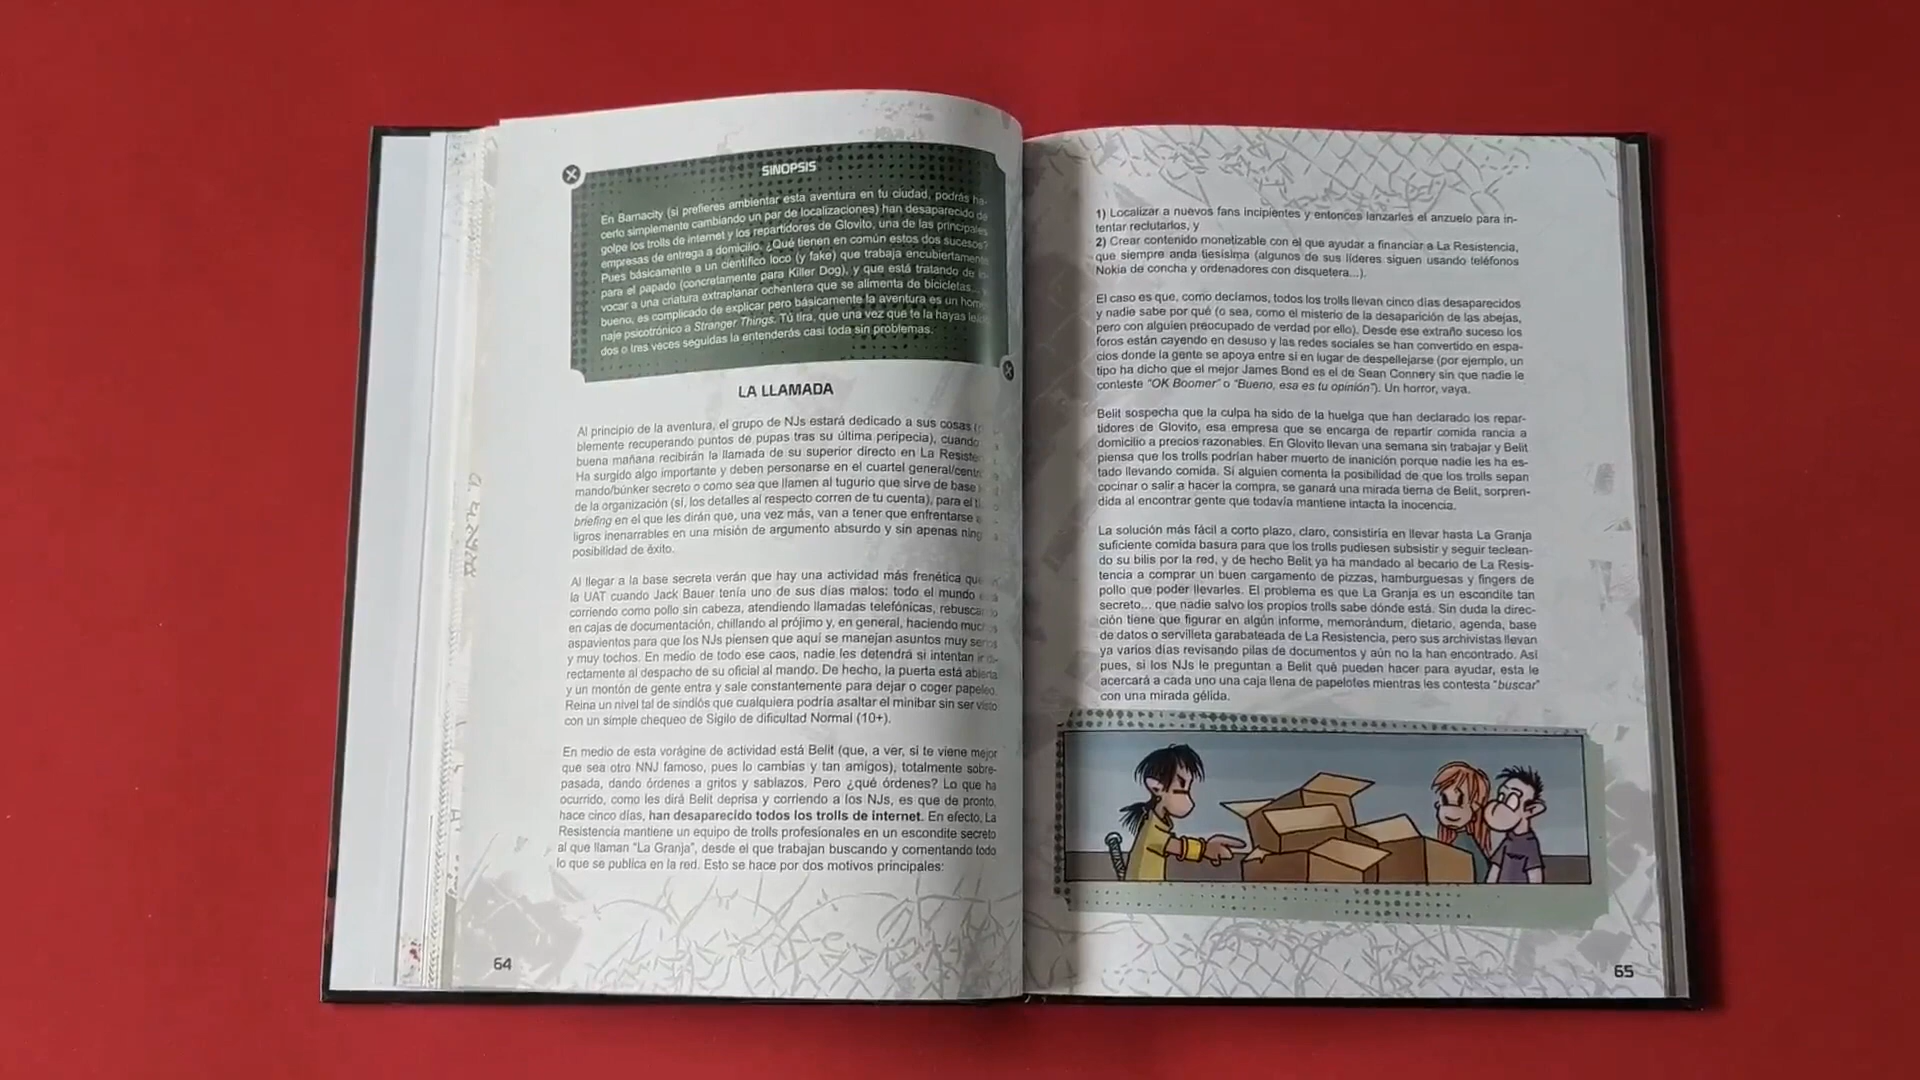 SINOPSIS
En Barnacity (si prefieres ambientar esta aventura en tu ciudad, podrás ha-
cerlo simplemente cambiando un par de localizaciones) han desaparecido de
golpe los trolls de internet y los repartidores de Glovito, una de las principales
empresas de entrega a domicilio. ¿Qué tienen en común estos dos sucesos?
Pues básicamente a un científico loco (y fake) que trabaja encubiertamente
para el papado (concretamente para Killer Dog), y que está tratando de
vocar a una criatura extraplanar ochentera que se alimenta de bicicletas...
bueno, es complicado de explicar pero básicamente la aventura es un
naje psicotrónico a Stranger Things. Tú tira, que una vez que te la hayas
dos o tres veces seguidas la entenderás casi toda sin problemas.
LA LLAMADA
Al principio de la aventura, el grupo de NJs estará dedicado a sus cosas
blemente recuperando puntos de pupas tras su última peripecia), cuando
buena mañana recibirán la llamada de su superior directo en La
Ha surgido algo importante y deben personarse en el cuartel
mando/búnker secreto o como sea que llamen al tugurio que sirve de base
de la organización (sí, los detalles al respecto corren de tu cuenta), para el
briefing en el que les dirán que, una vez más, van a tener que enfrentarse
ligros inenarrables en una misión de argumento absurdo y sin apenas
posibilidad de éxito.
Al llegar a la base secreta verán que hay una actividad más frenética
la UAT cuando Jack Bauer tenía uno de sus días malos: todo el mundo
corriendo como pollo sin cabeza, atendiendo llamadas telefónicas,
en cajas de documentación, chillando al prójimo y, en general, haciendo
aspavientos para que los NJs piensen que aquí se manejan asuntos muy
y muy tochos. En medio de todo ese caos, nadie les detendrá si intentan
rectamente al despacho de su oficial al mando. De hecho, la puerta está abierta
y un montón de gente entra y sale constantemente para dejar o coger papeleo.
Reina un nivel tal de sindiós que cualquiera podría asaltar el minibar sin ser visto
con un simple chequeo de Sigilo de dificultad Normal (10+).
En medio de esta vorágine de actividad está Belit (que, a ver, si te viene mejor
que sea otro NNJ famoso, pues lo cambias y tan amigos), totalmente sobre-
pasada, dando órdenes a gritos y sablazos. Pero ¿qué órdenes? Lo que ha
ocurrido, como les dirá Belit deprisa y corriendo a los NJs, es que de pronto,
hace cinco días, han desaparecido todos los trolls de internet. En efecto, La
Resistencia mantiene un equipo de trolls profesionales en un escondite secreto
al que llaman “La Granja”, desde el que trabajan buscando y comentando todo
lo que se publica en la red. Esto se hace por dos motivos principales:
64
1) Localizar a nuevos fans incipientes y entonces lanzarles el anzuelo para in-
tentar reclutarlos, y
2) Crear contenido monetizable con el que ayudar a financiar a La Resistencia,
que siempre anda tiesísima (algunos de sus líderes siguen usando teléfonos
Nokia de concha y ordenadores con disquetera...).
El caso es que, como decíamos, todos los trolls llevan cinco días desaparecidos
y nadie sabe por qué (o sea, como el misterio de la desaparición de las abejas,
pero con alguien preocupado de verdad por ello). Desde ese extraño suceso los
foros están cayendo en desuso y las redes sociales se han convertido en espa-
cios donde la gente se apoya entre sí en lugar de despellejarse (por ejemplo, un
tipo ha dicho que el mejor James Bond es el de Sean Connery sin que nadie le
conteste “OK Boomer” o “Bueno, esa es tu opinión”). Un horror, vaya.
Belit sospecha que la culpa ha sido de la huelga que han declarado los repar-
tidores de Glovito, esa empresa que se encarga de repartir comida rancia a
domicilio a precios razonables. En Glovito llevan una semana sin trabajar y Belit
piensa que los trolls podrían haber muerto de inanición porque nadie les ha es-
tado llevando comida. Si alguien comenta la posibilidad de que los trolls sepan
cocinar o salir a hacer la compra, se ganará una mirada tierna de Belit, sorpren-
dida al encontrar gente que todavía mantiene intacta la inocencia.
La solución más fácil a corto plazo, claro, consistiría en llevar hasta La Granja
suficiente comida basura para que los trolls pudiesen subsistir y seguir teclean-
do su bilis por la red, y de hecho Belit ya ha mandado al becario de La Resis-
tencia a comprar un buen cargamento de pizzas, hamburguesas y fingers de
pollo que poder llevarles. El problema es que La Granja es un escondite tan
secreto... que nadie salvo los propios trolls sabe dónde está. Sin duda la direc-
ción tiene que figurar en algún informe, memorándum, dietario, agenda, base
de datos o servilleta garabateada de La Resistencia, pero sus archivistas llevan
ya varios días revisando pilas de documentos y aún no la han encontrado. Así
pues, si los NJs le preguntan a Belit qué pueden hacer para ayudar, esta le
acercará a cada uno una caja llena de papelotes mientras les contesta “buscar”
con una mirada gélida.
65